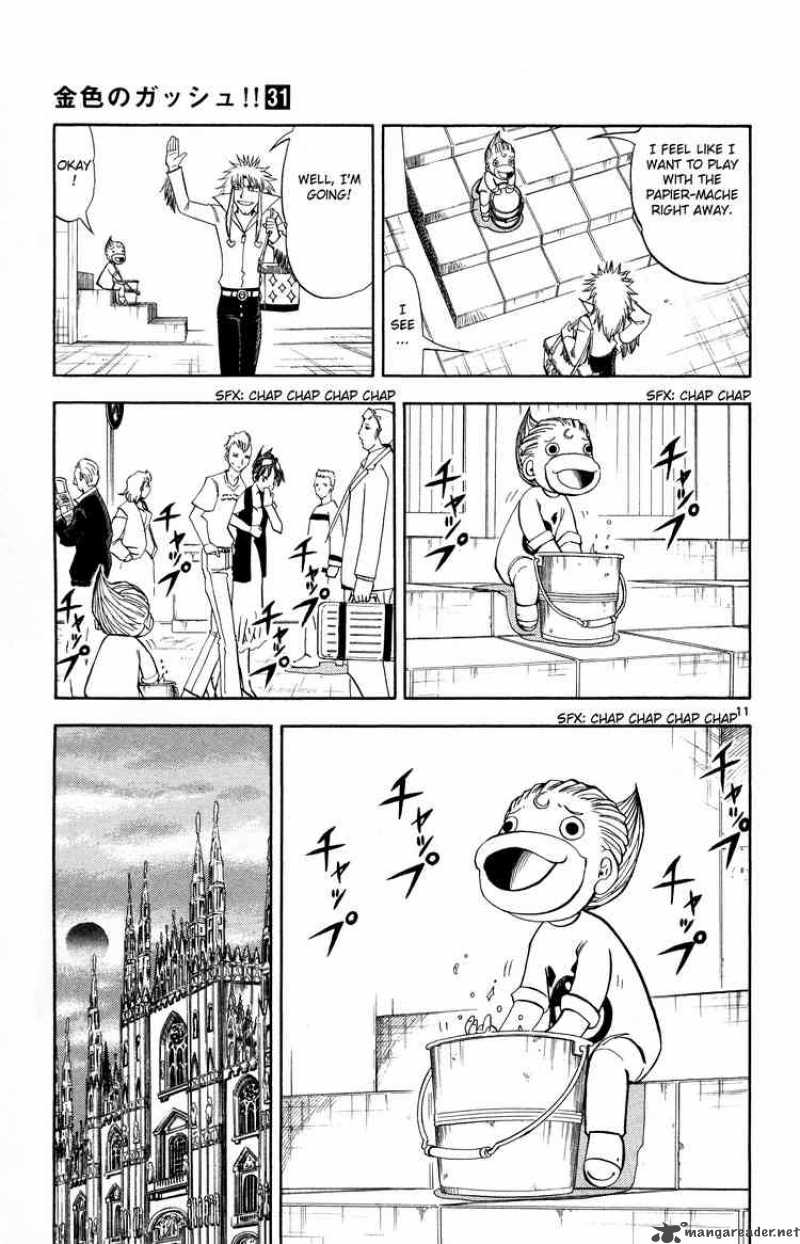 金色のガッシュ!! 31
I FEEL LIKE I
WANT TO PLAY
WITH THE
PAPIER-MACHE
RIGHT AWAY.
I
SEE
...
WELL, I'M
GOING!
OKAY
!
SFX: CHAP CHAP
チャップ
チャップ
SFX: CHAP CHAP CHAP CHAP
チャップ
チャップ
チャップ
チャップ
SFX: CHAP CHAP CHAP CHAP
11
チャップ
チャップ
チャップ
チャップ
mangareader.net